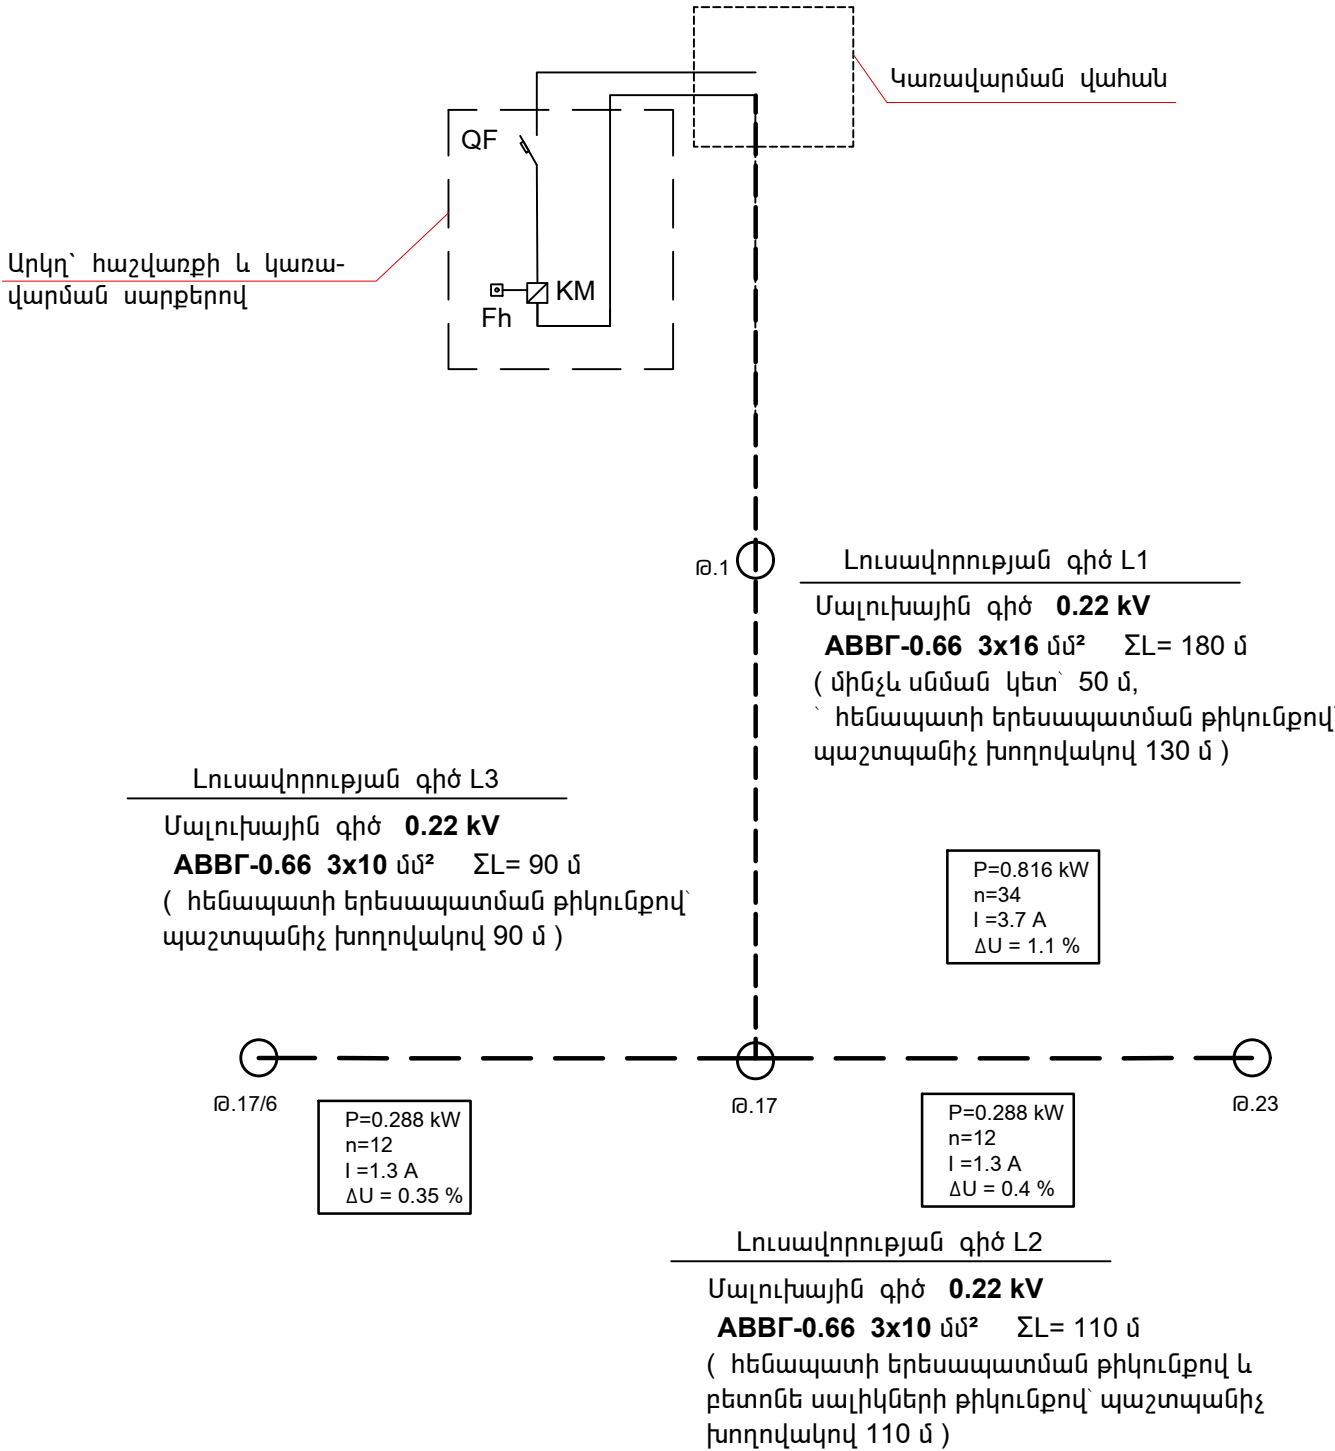 Կառավարման վահան
QF
Արկղ՝ հաշվառքի և կառա-
վարման սարքերով
KM
Fh
Թ.1
Լուսավորության գիծ L1
Մալուխային գիծ 0.22 kV
АВВГ-0.66 3x16 մմ² ΣL= 180 մ
( մինչև սնման կետ՝ 50 մ,
՝ հենապատի երեսապատման թիկունքով՝
պաշտպանիչ խողովակով 130 մ )
Լուսավորության գիծ L3
Մալուխային գիծ 0.22 kV
АВВГ-0.66 3x10 մմ² ΣL= 90 մ
( հենապատի երեսապատման թիկունքով՝
պաշտպանիչ խողովակով 90 մ )
P=0.816 kW
n=34
I =3.7 A
ΔU = 1.1 %
Թ.17/6
Թ.17
Թ.23
P=0.288 kW
n=12
I =1.3 A
ΔU = 0.35 %
P=0.288 kW
n=12
I =1.3 A
ΔU = 0.4 %
Լուսավորության գիծ L2
Մալուխային գիծ 0.22 kV
АВВГ-0.66 3x10 մմ² ΣL= 110 մ
( հենապատի երեսապատման թիկունքով և
բետոնե սալիկների թիկունքով՝ պաշտպանիչ
խողովակով 110 մ )